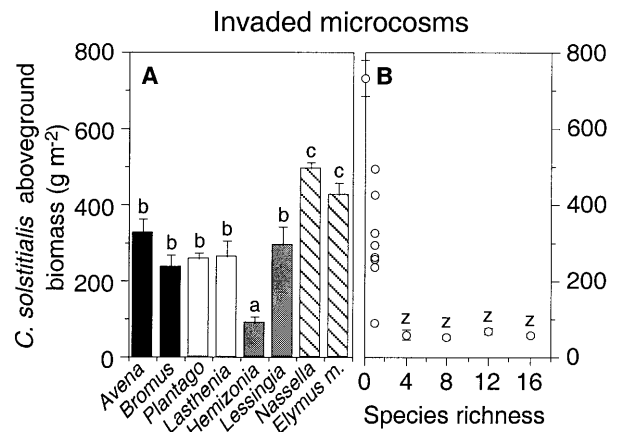 Invaded microcosms
C. solstitialis aboveground
biomass (g m-2)
800
600
400
200
0
A
b
b
b
b
a
b
c
c
Avena
Bromus
Plantago
Lasthenia
Hemizonia
Lessingia
Nassella
Elymus m.
B
z
z
z
z
800
600
400
200
0
0 4 8 12 16
Species richness